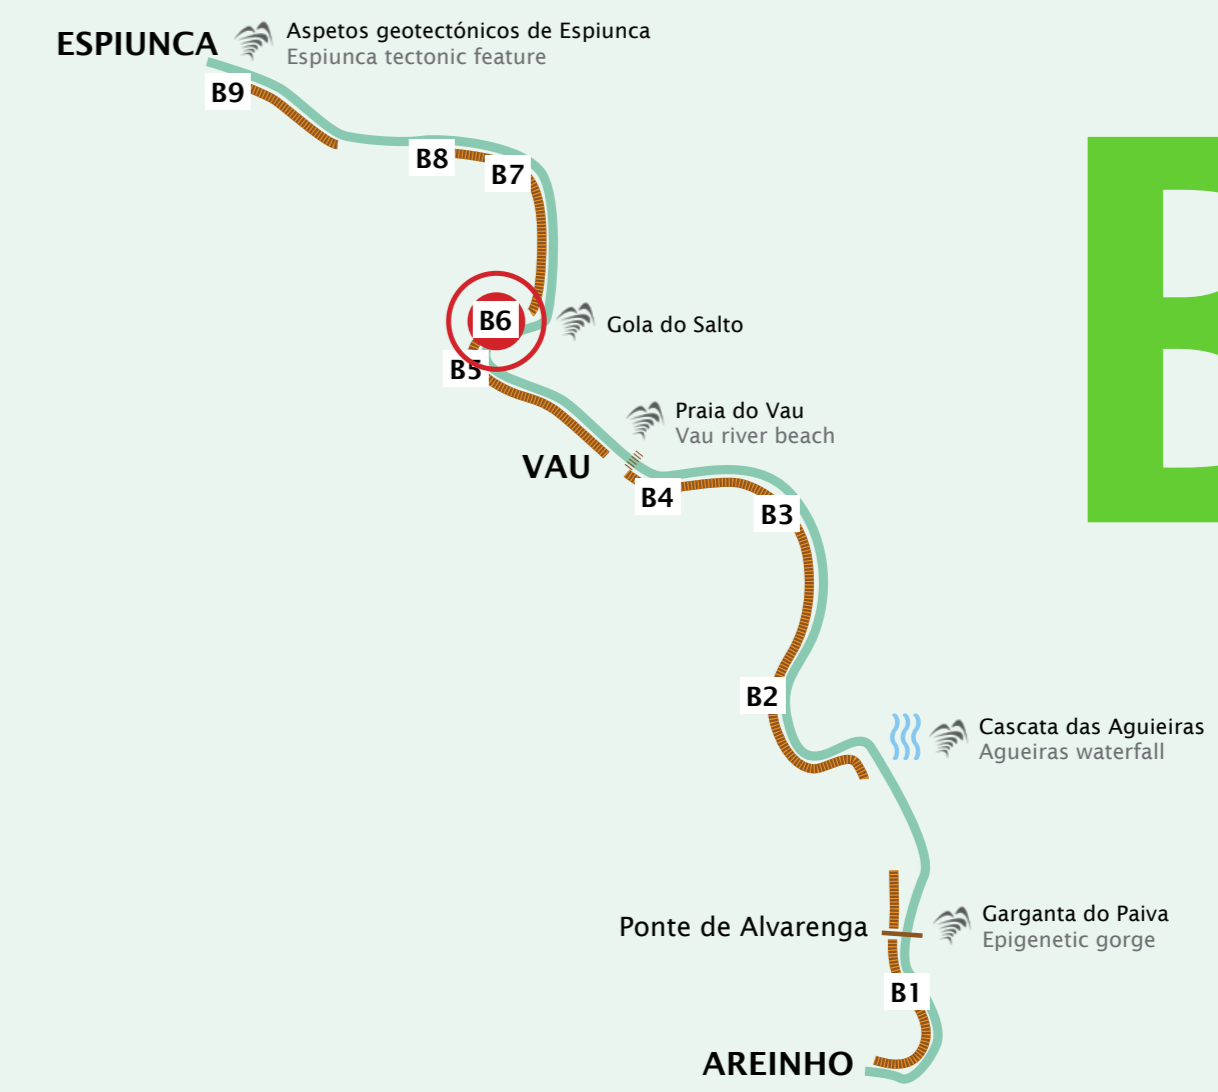 ESPIUNCA
Aspetos geotectónicos de Espiunca
Espiunca tectonic feature
B9
B8
B7
B6
Gola do Salto
B5
Praia do Vau
Vau river beach
VAU
B4
B3
B2
Cascata das Aguieiras
Agueiras waterfall
Ponte de Alvarenga
Garganta do Paiva
Epigenetic gorge
B1
AREINHO